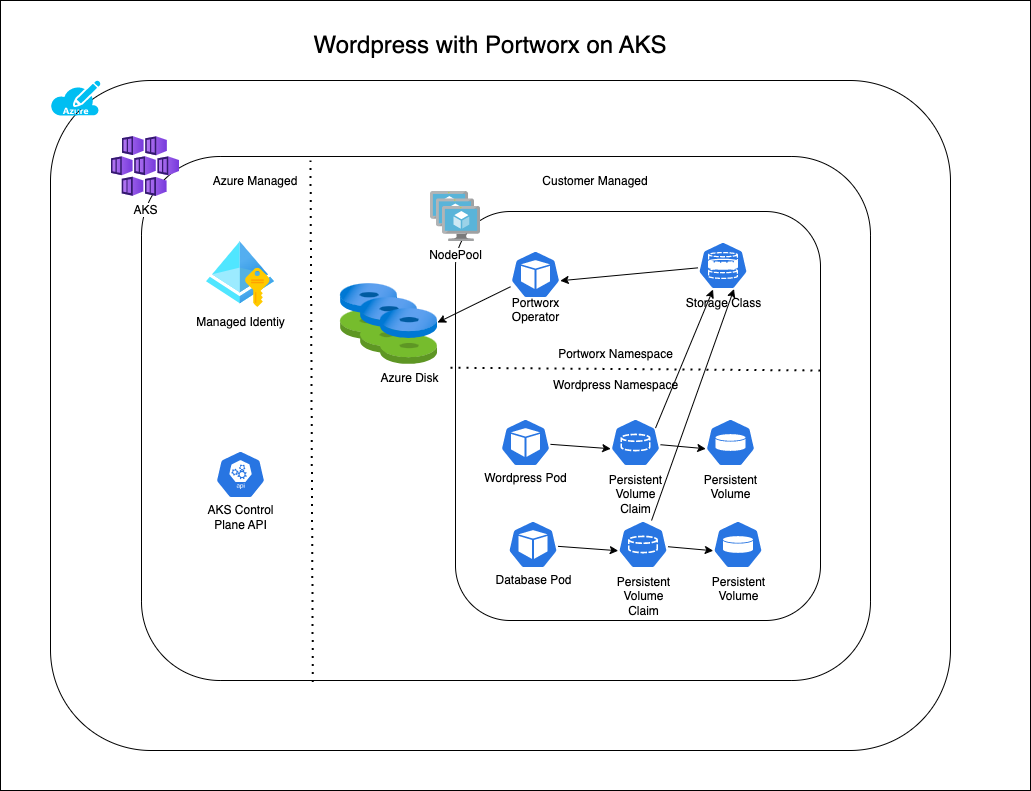 Wordpress with Portworx on AKS
Azure
AKS
Azure Managed
Customer Managed
NodePool
Managed Identiy
Portworx
Operator
Storage Class
Azure Disk
Portworx Namespace
Wordpress Namespace
Wordpress Pod
Persistent
Volume
Claim
Persistent
Volume
api
AKS Control
Plane API
Database Pod
Persistent
Volume
Claim
Persistent
Volume